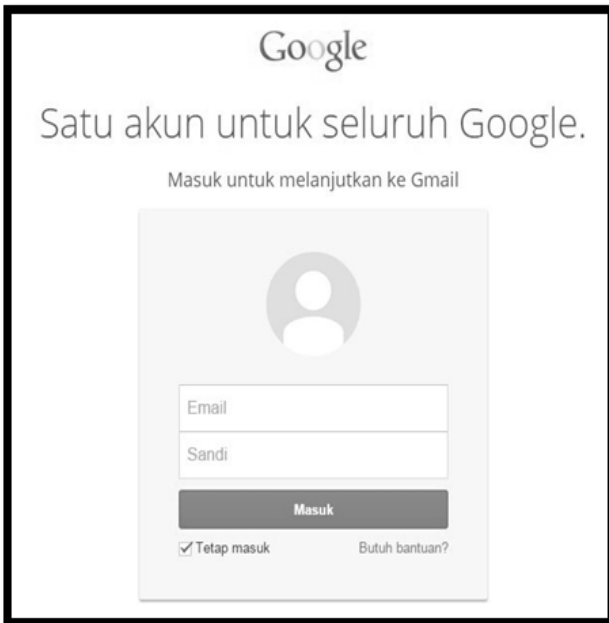 Google
Satu akun untuk seluruh Google.
Masuk untuk melanjutkan ke Gmail
Email
Sandi
Masuk
Tetap masuk Butuh bantuan?